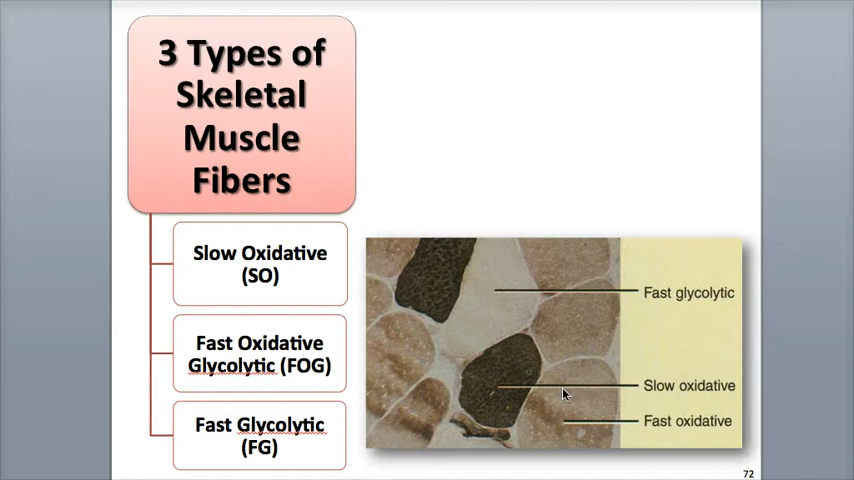 3 Types of
Skeletal
Muscle
Fibers
Slow Oxidative
(SO)
Fast Oxidative
Glycolytic (FOG)
Fast Glycolytic
(FG)
Fast glycolytic
Slow oxidative
Fast oxidative
72